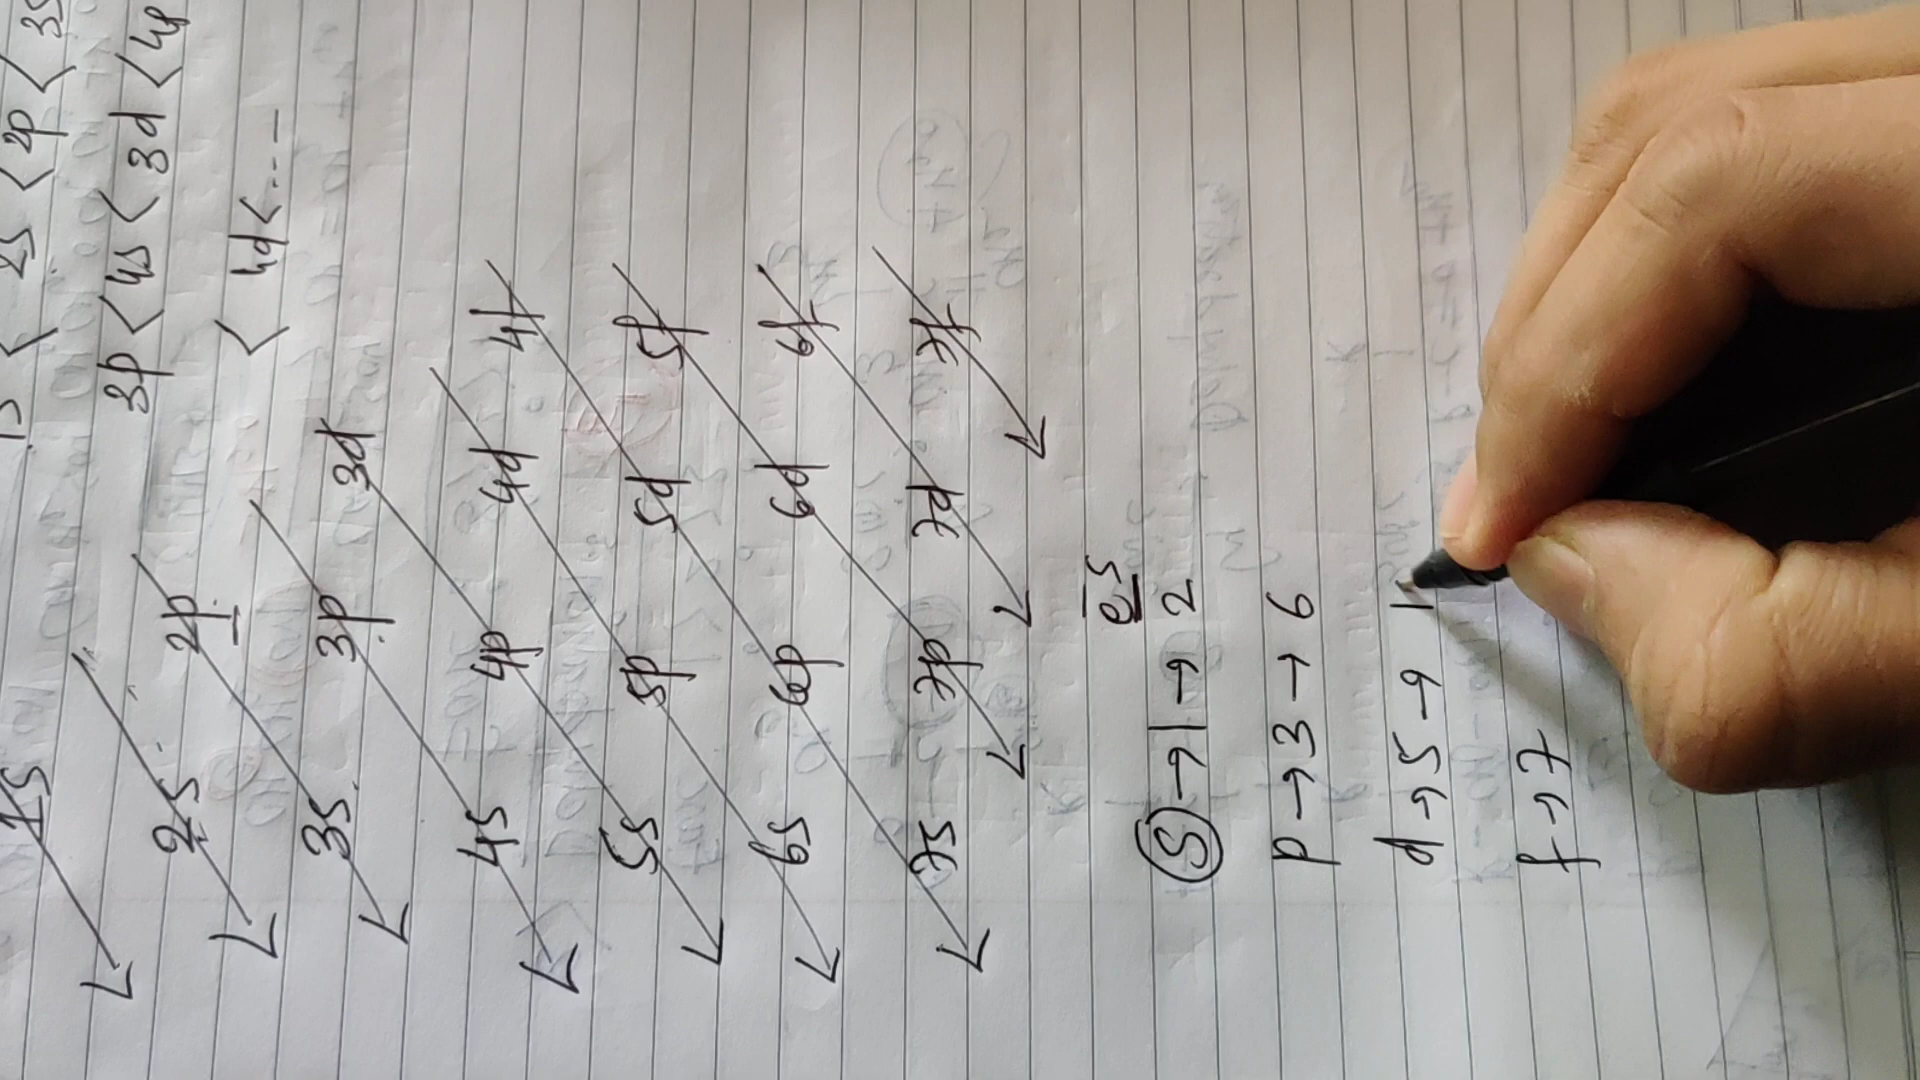 1s < 2s < 2p < 3s
3p < 4s < 3d < 4p
< 4d < ----
1s
2s 2p
3s 3p 3d
4s 4p 4d 4f
5s 5p 5d 5f
6s 6p 6d 6f
7s 7p 7d 7f
es
s → 1 → 2
p → 3 → 6
d → 5 → 1
f → 7